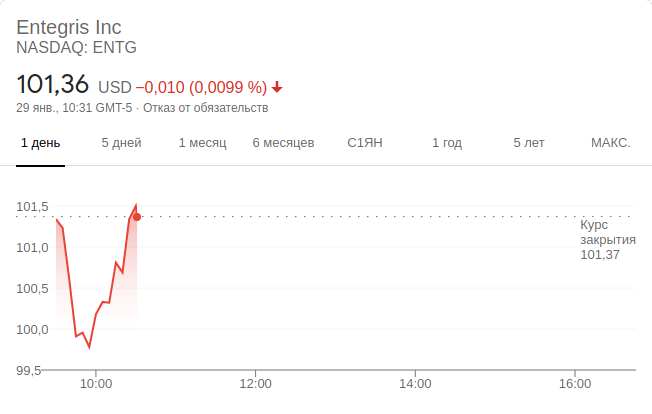 Entegris Inc
NASDAQ: ENTG
101,36 USD −0,010 (0,0099 %)
29 янв., 10:31 GMT-5 · Отказ от обязательств
1 день 5 дней 1 месяц 6 месяцев С1ЯН 1 год 5 лет МАКС.
101,5
Курс
закрытия
101,37
101,0
100,5
100,0
99,5
10:00 12:00 14:00 16:00